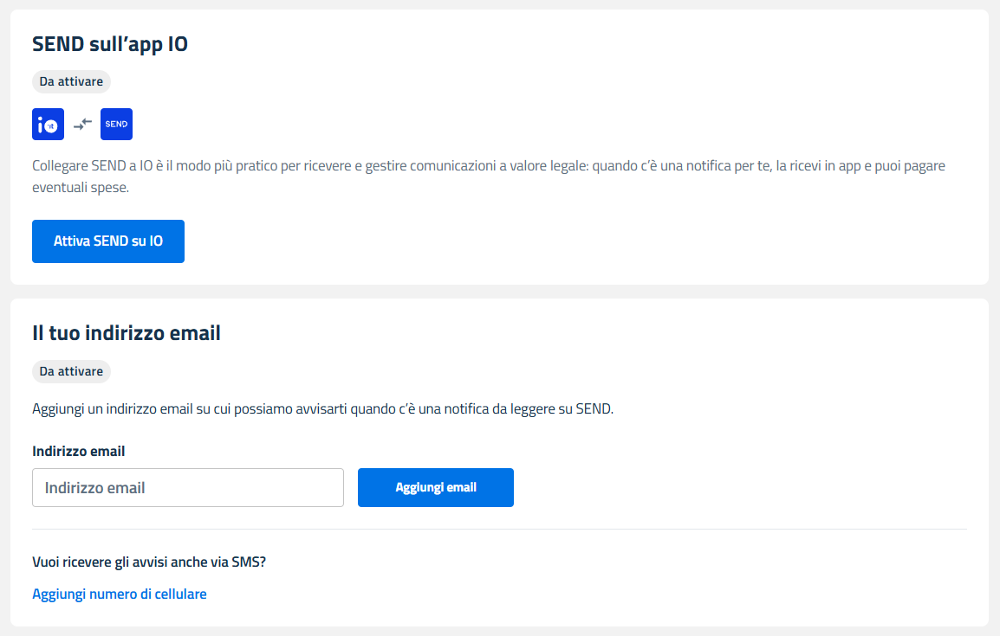 SEND sull’app IO
Da attivare
io it SEND
Collegare SEND a IO è il modo più pratico per ricevere e gestire comunicazioni a valore legale: quando c’è una notifica per te, la ricevi in app e puoi pagare
eventuali spese.
Attiva SEND su IO
Il tuo indirizzo email
Da attivare
Aggiungi un indirizzo email su cui possiamo avvisarti quando c’è una notifica da leggere su SEND.
Indirizzo email
Indirizzo email
Aggiungi email
Vuoi ricevere gli avvisi anche via SMS?
Aggiungi numero di cellulare